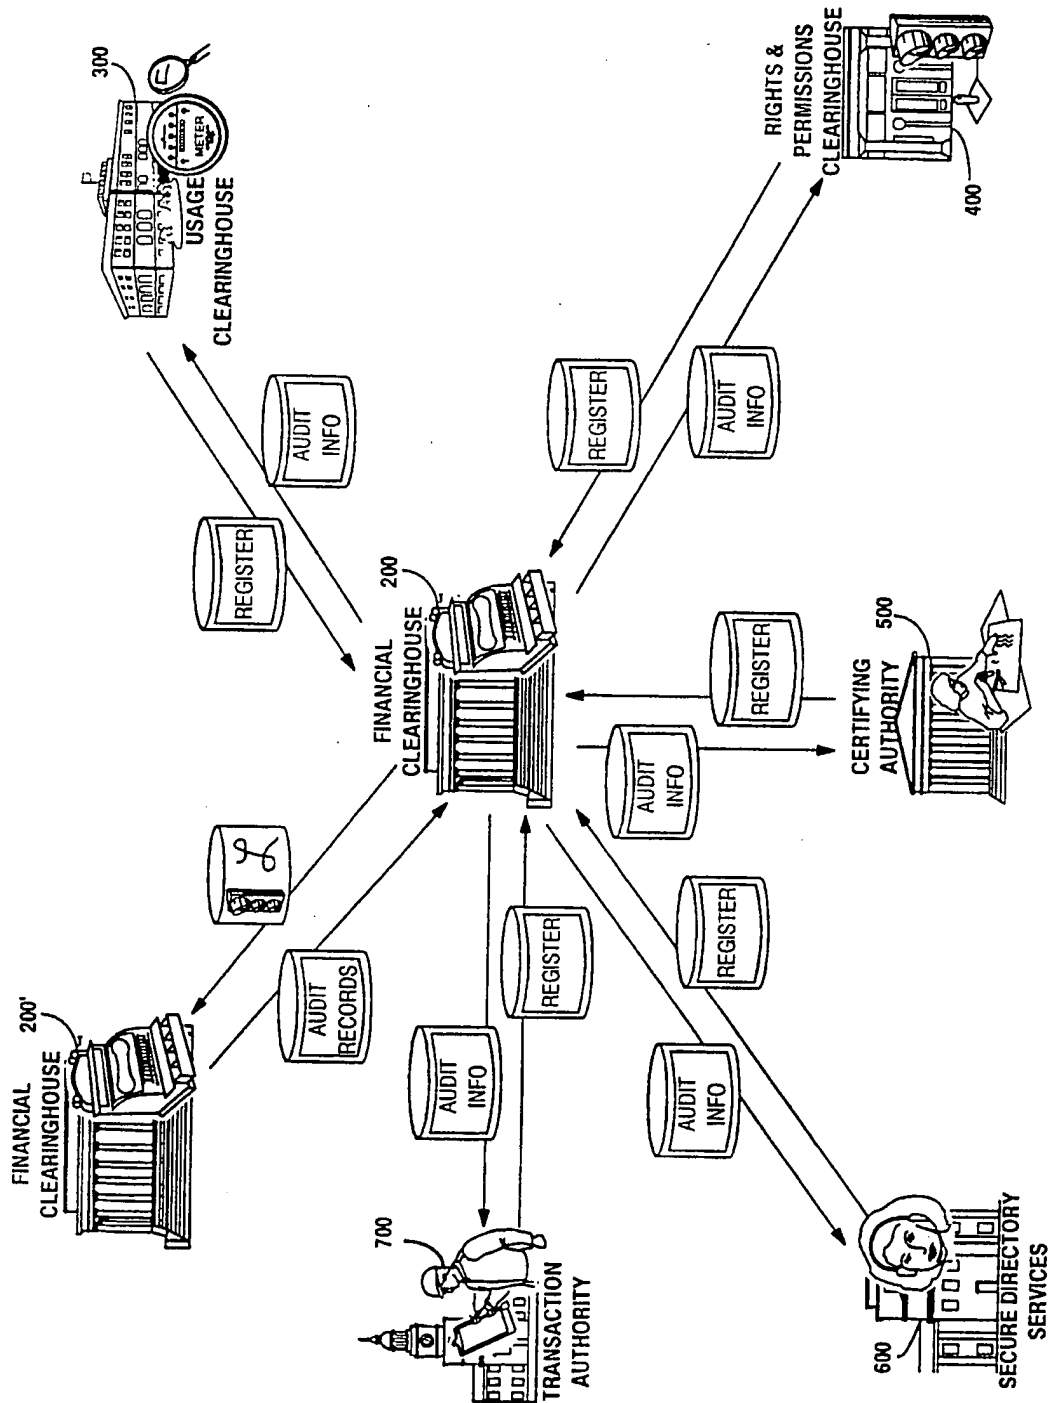 FINANCIAL
CLEARINGHOUSE
200'
AUDIT
RECORDS
300
METER
USAGE
CLEARINGHOUSE
REGISTER
AUDIT
INFO
FINANCIAL
CLEARINGHOUSE
200
RIGHTS &
PERMISSIONS
CLEARINGHOUSE
400
REGISTER
AUDIT
INFO
700
TRANSACTION
AUTHORITY
AUDIT
INFO
REGISTER
CERTIFYING
AUTHORITY
500
AUDIT
INFO
REGISTER
600
SECURE DIRECTORY
SERVICES
AUDIT
INFO
REGISTER